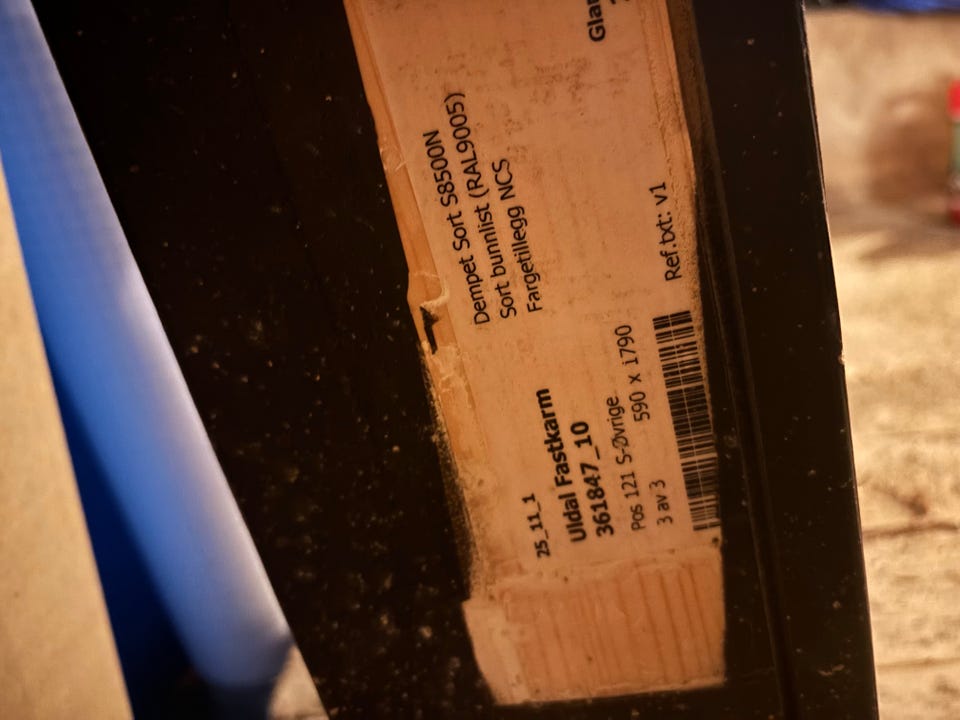 25_11_1
Uldal Fastkarm
361847_10
Pos 121 S-Øvrige
590 x 1790
3 av 3
Dempet Sort S8500N
Sort bunnlist (RAL9005)
Fargetillegg NCS
Ref.txt: v1